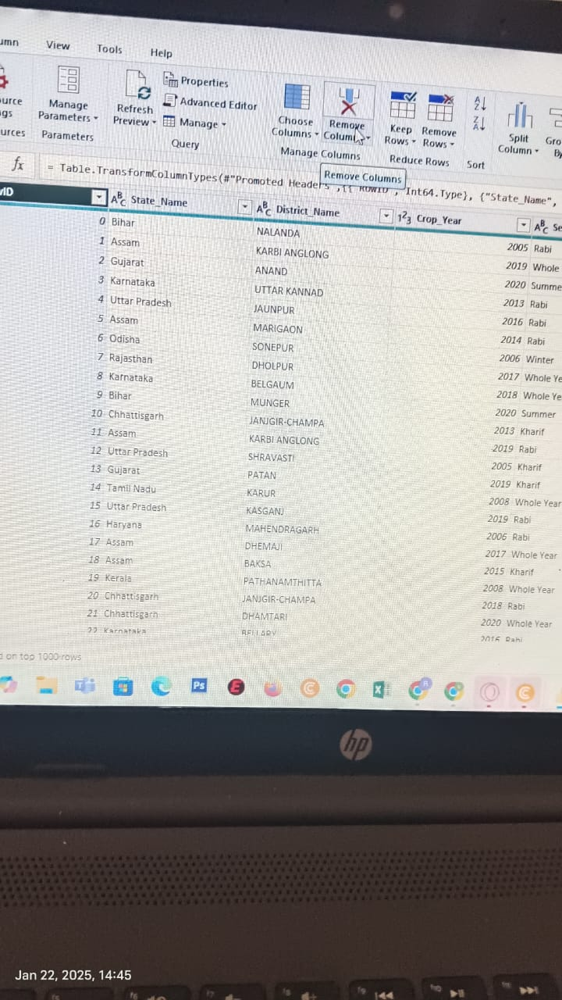 umn View Tools Help
Properties
Advanced Editor
Manage
Manage Parameters
Refresh Preview
Choose Columns
Remove Columns
Keep Rows
Remove Rows
Split Column
urce
gs
urces
Parameters
Query
Manage Columns
Reduce Rows
Sort
Remove Columns
fx = Table.TransformColumnTypes(#"Promoted Headers", {{"RowID", Int64.Type}, {"State_Name",
ABC State_Name ABC District_Name 123 Crop_Year ABC Se
0 Bihar NALANDA 2005 Rabi
1 Assam KARBI ANGLONG 2019 Whole
2 Gujarat ANAND 2020 Summe
3 Karnataka UTTAR KANNAD 2013 Rabi
4 Uttar Pradesh JAUNPUR 2016 Rabi
5 Assam MARIGAON 2014 Rabi
6 Odisha SONEPUR 2006 Winter
7 Rajasthan DHOLPUR 2017 Whole Ye
8 Karnataka BELGAUM 2018 Whole Ye
9 Bihar MUNGER 2020 Summer
10 Chhattisgarh JANJGIR-CHAMPA 2013 Kharif
11 Assam KARBI ANGLONG 2019 Rabi
12 Uttar Pradesh SHRAVASTI 2005 Kharif
13 Gujarat PATAN 2019 Kharif
14 Tamil Nadu KARUR 2008 Whole Year
15 Uttar Pradesh KASGANJ 2019 Rabi
16 Haryana MAHENDRAGARH 2006 Rabi
17 Assam DHEMAJI 2017 Whole Year
18 Assam BAKSA 2015 Kharif
19 Kerala PATHANAMTHITTA 2008 Whole Year
20 Chhattisgarh JANJGIR-CHAMPA 2018 Rabi
21 Chhattisgarh DHAMTARI 2020 Whole Year
22 Karnataka BELLARY 2016 Rabi
on top 1000 rows
Ps
hp
Jan 22, 2025, 14:45